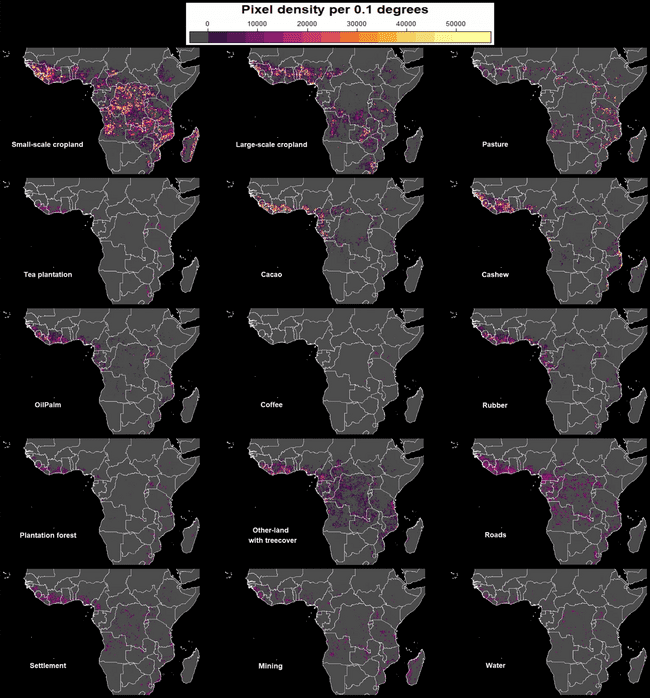 Pixel density per 0.1 degrees
0 10000 20000 30000 40000 50000
Small-scale cropland
Large-scale cropland
Pasture
Tea plantation
Cacao
Cashew
OilPalm
Coffee
Rubber
Plantation forest
Other-land
with treecover
Roads
Settlement
Mining
Water